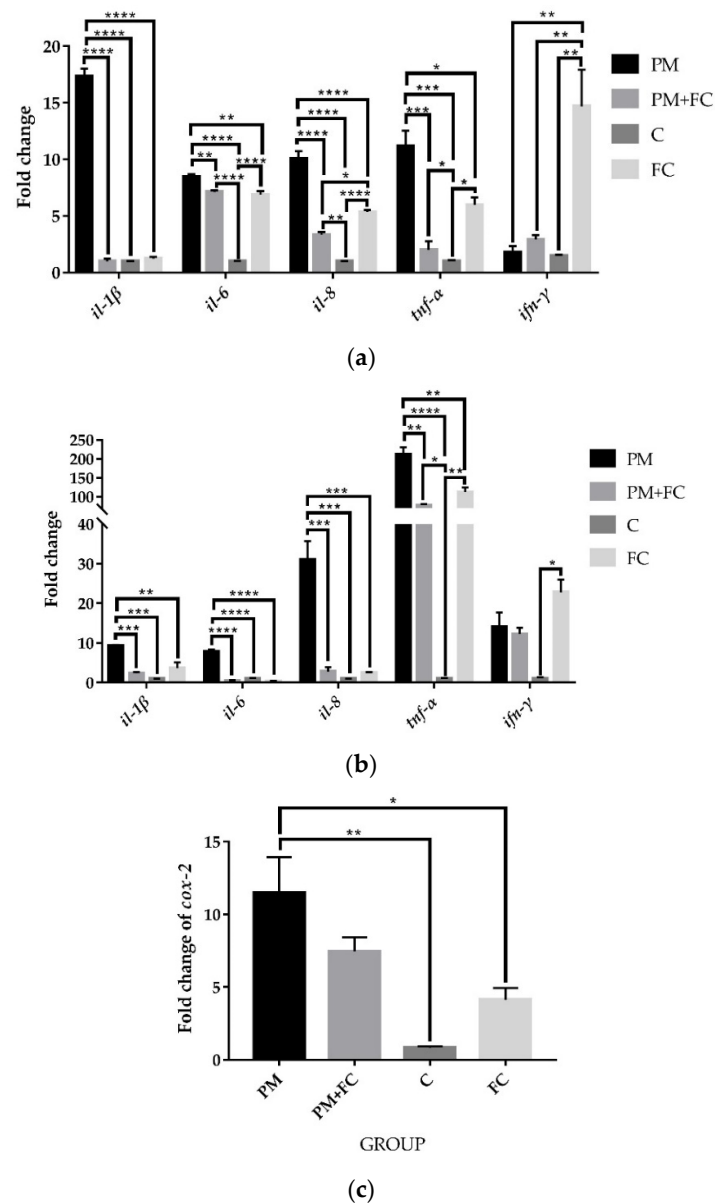 Fold change
20
15
10
5
0
****
****
****
**
****
**
****
****
****
****
****
*
****
**
*
***
***
*
*
**
**
**
il-1β
il-6
il-8
tnf-α
ifn-γ
PM
PM+FC
C
FC
(a)
Fold change
250
200
150
100
40
30
20
10
0
**
***
***
****
****
****
***
***
***
**
****
**
*
**
*
il-1β
il-6
il-8
tnf-α
ifn-γ
PM
PM+FC
C
FC
(b)
Fold change of cox-2
15
10
5
0
*
**
PM
PM+FC
C
FC
GROUP
(c)